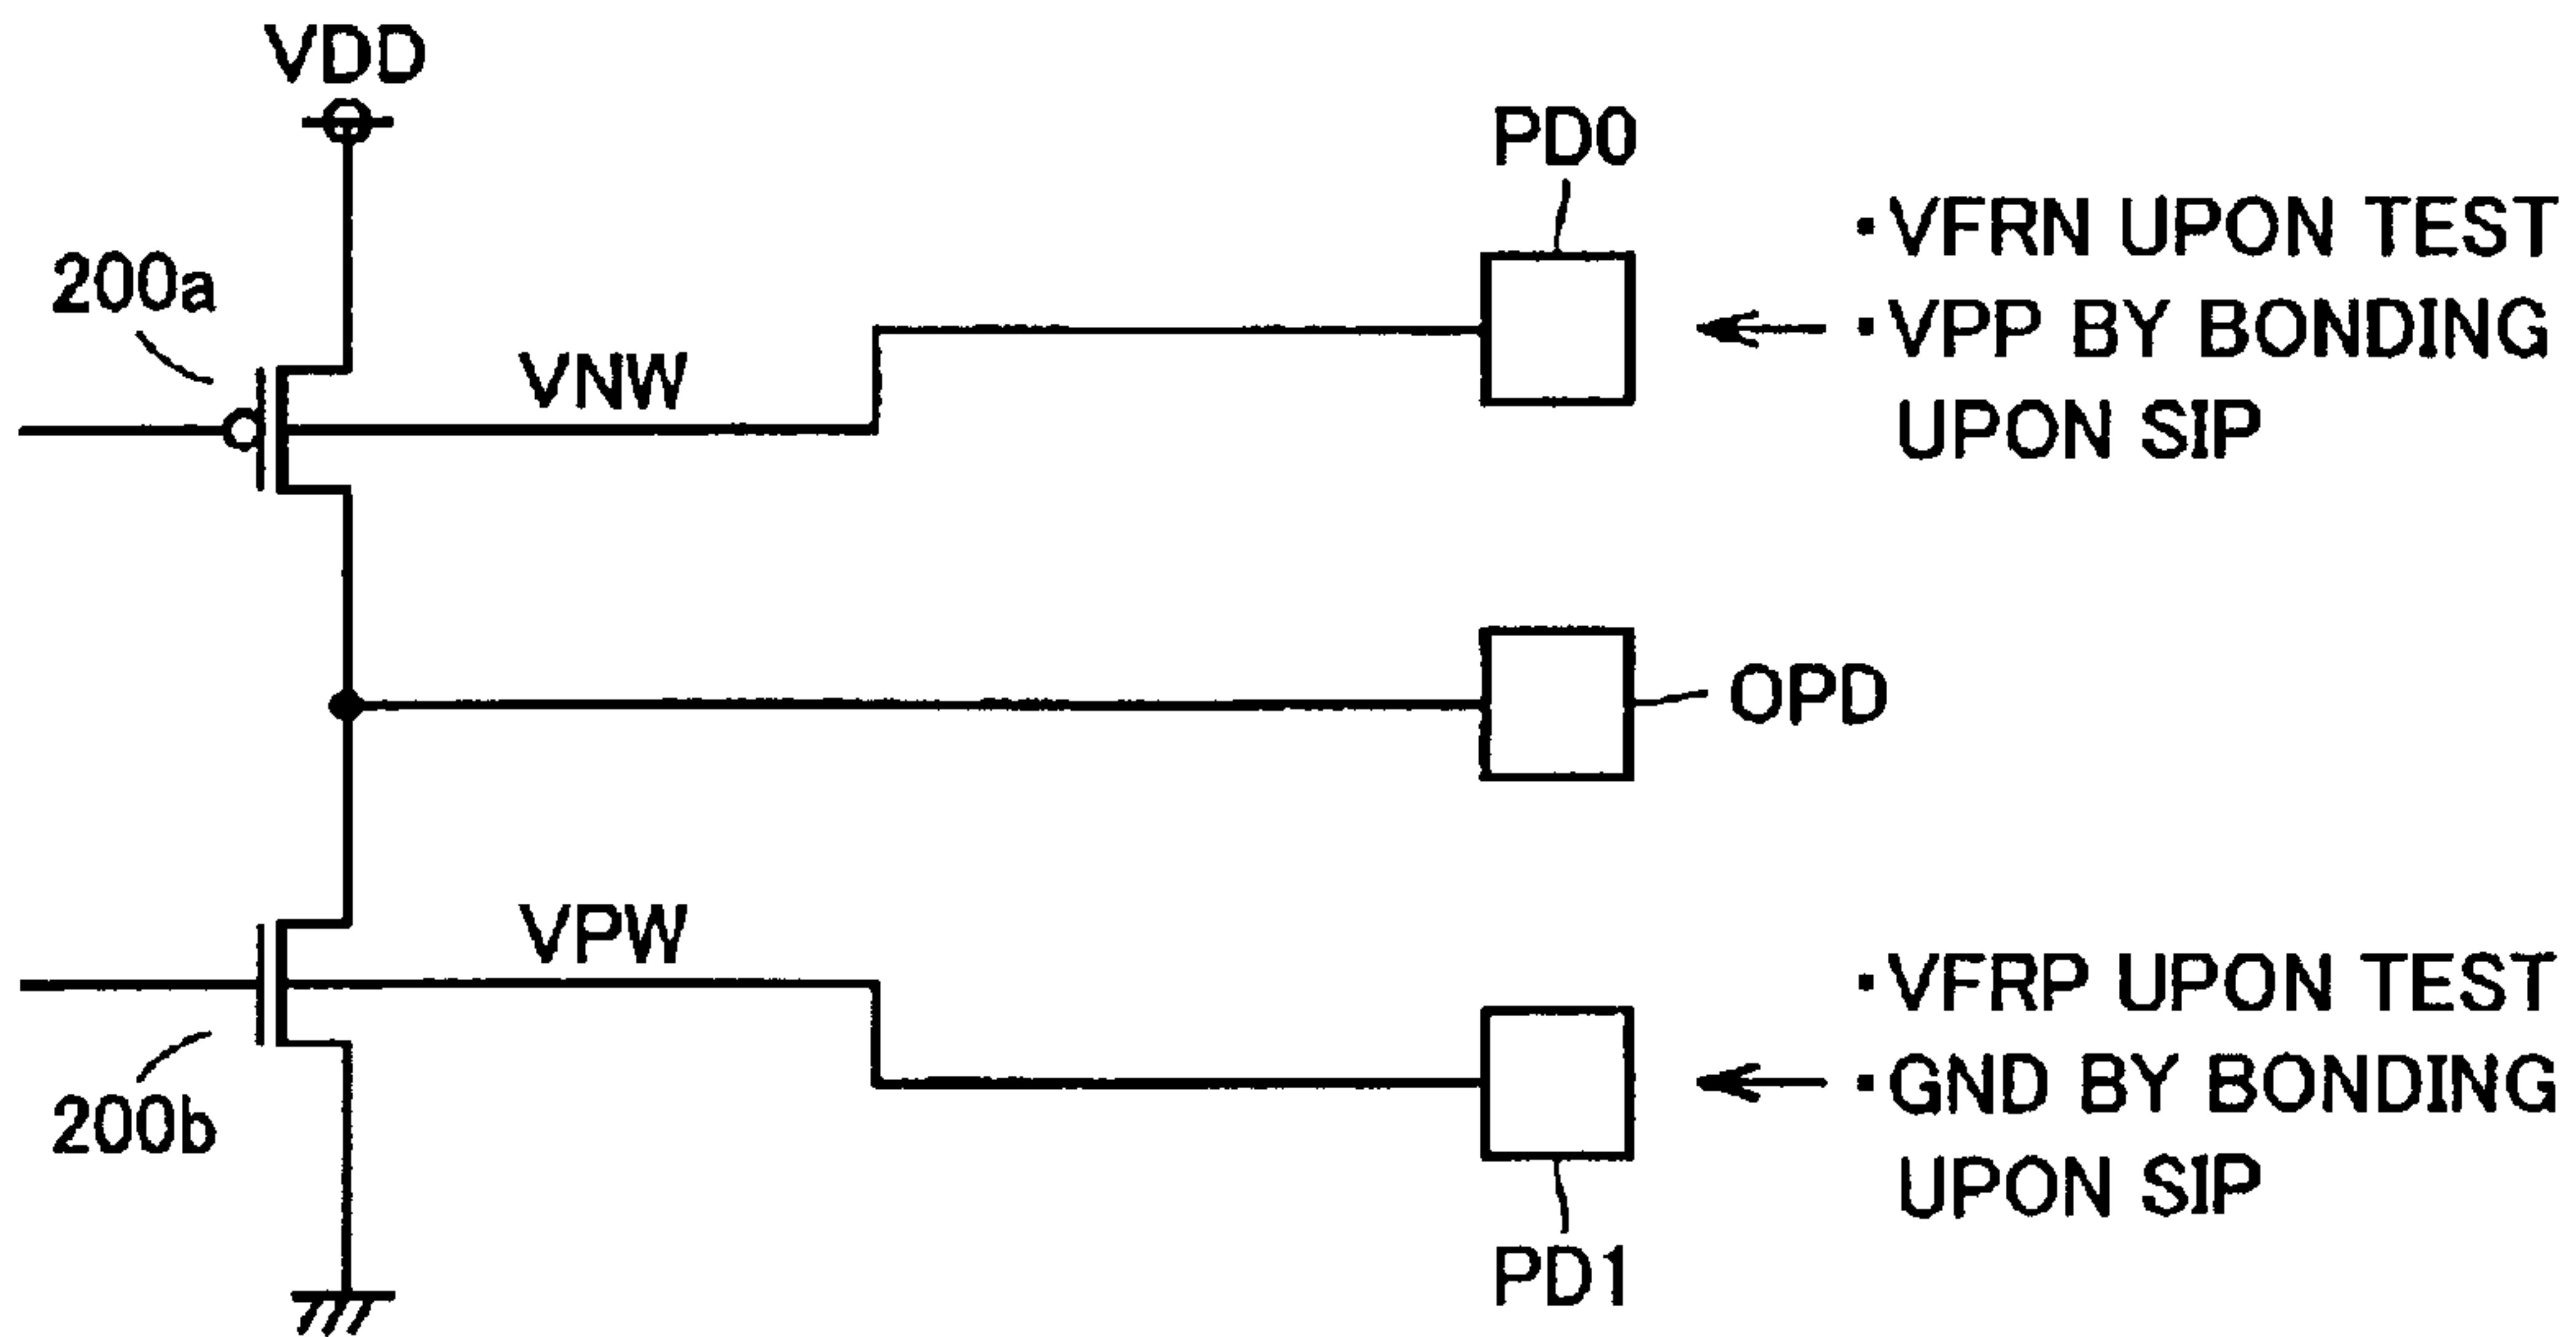 VDD
PD0
200a
・VFRN UPON TEST
・VPP BY BONDING
UPON SIP
VNW
OPD
VPW
200b
・VFRP UPON TEST
・GND BY BONDING
UPON SIP
PD1